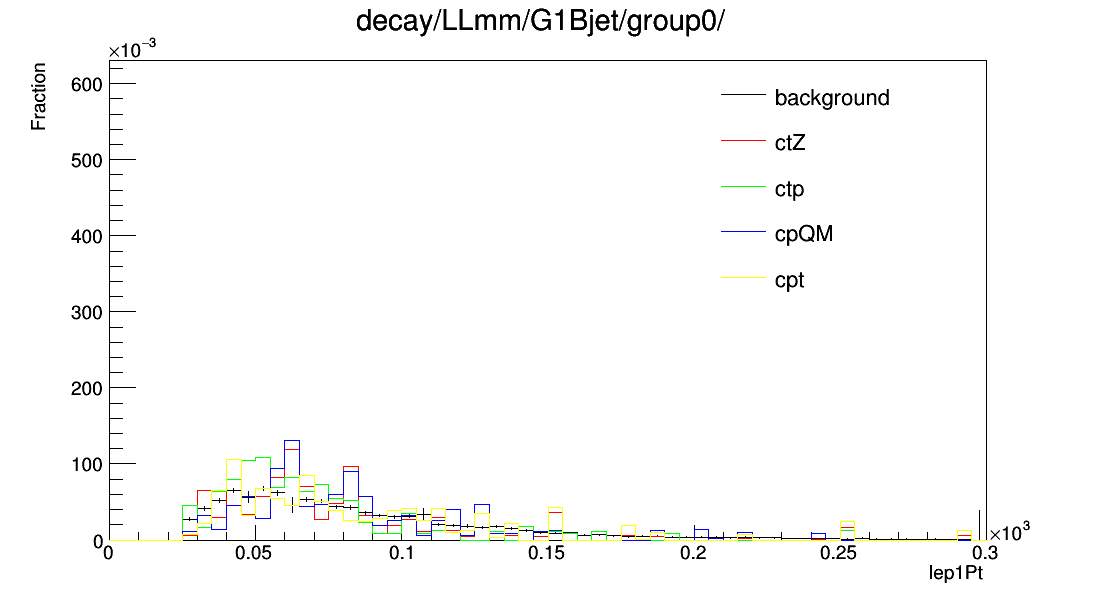 decay/LLmm/G1Bjet/group0/
×10⁻³
Fraction
600
500
400
300
200
100
0
background
ctZ
ctp
cpQM
cpt
0 0.05 0.1 0.15 0.2 0.25 0.3
×10³
lep1Pt